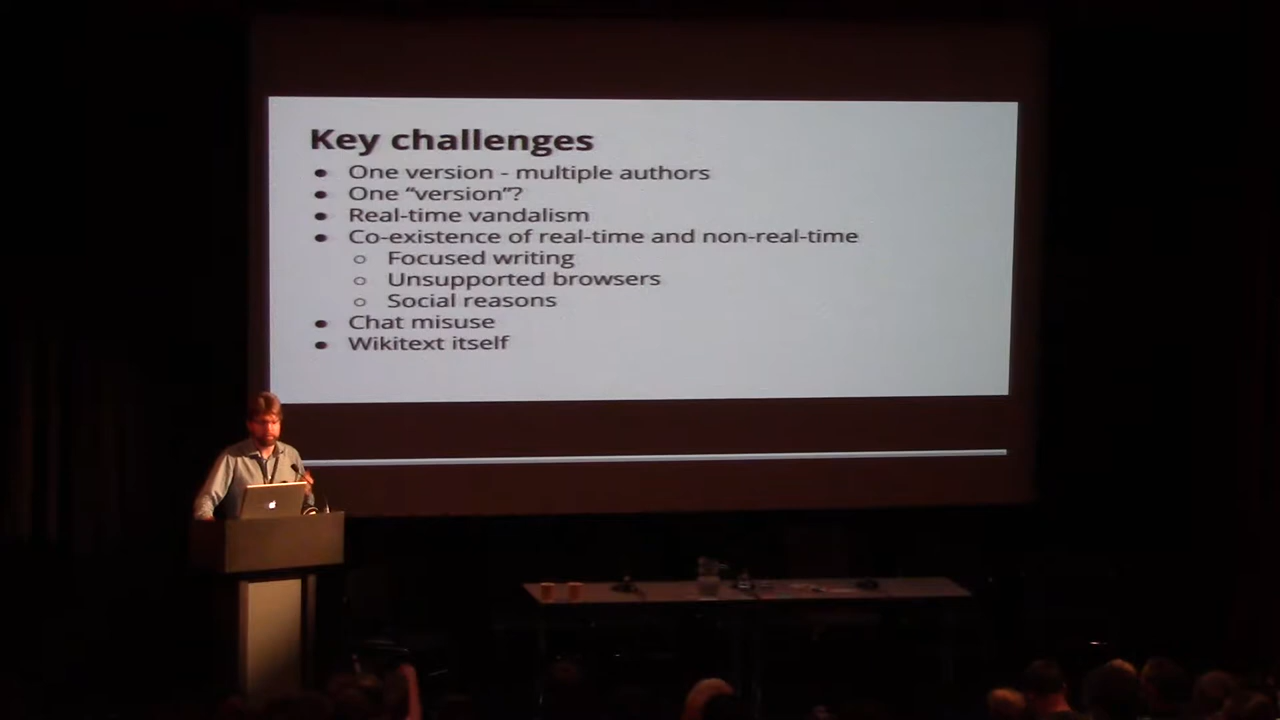 Key challenges
● One version - multiple authors
● One “version”?
● Real-time vandalism
● Co-existence of real-time and non-real-time
○ Focused writing
○ Unsupported browsers
○ Social reasons
● Chat misuse
● Wikitext itself